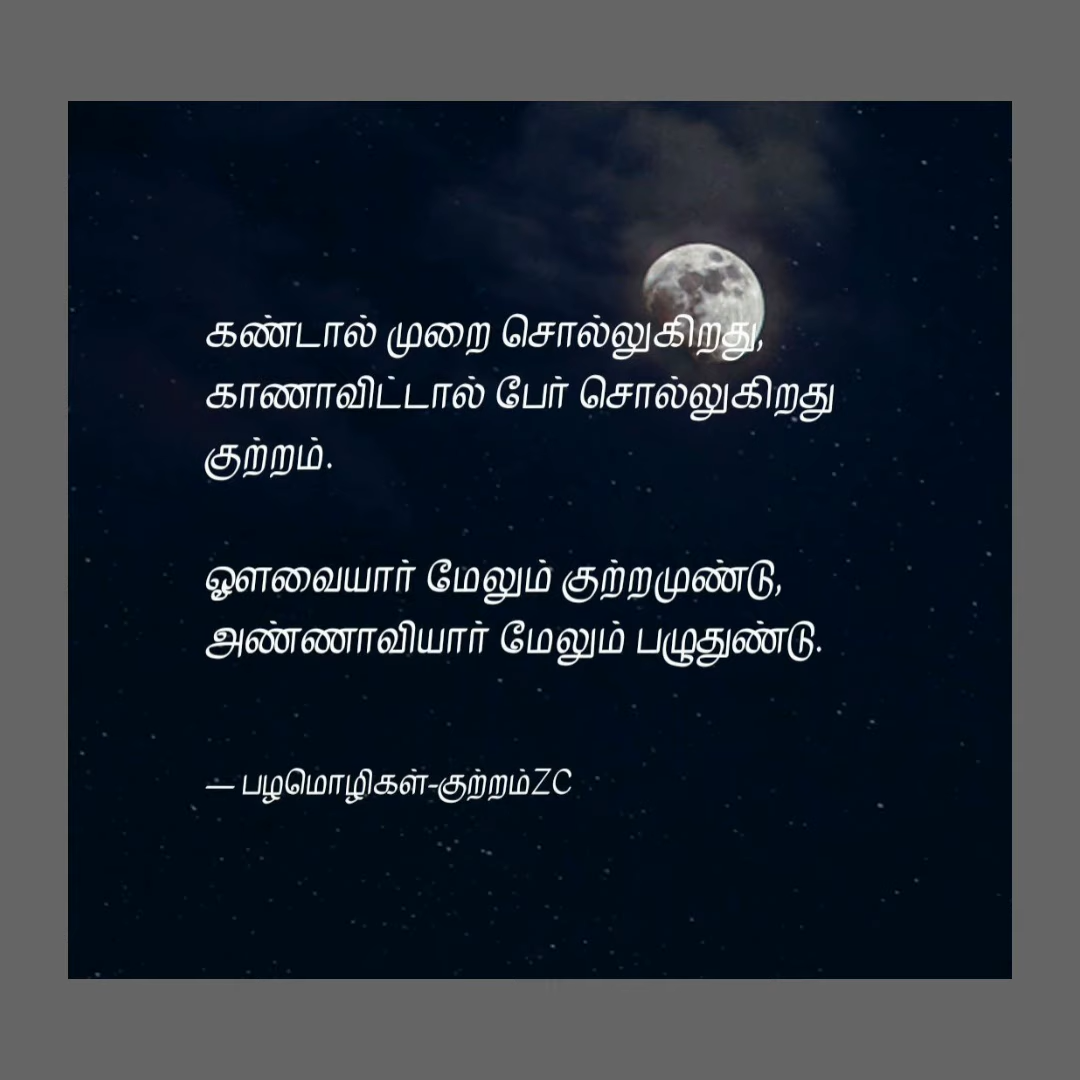 கண்டால் முறை சொல்லுகிறது,
காணாவிட்டால் பேர் சொல்லுகிறது
குற்றம்.
ஔவையார் மேலும் குற்றமுண்டு,
அண்ணாவியார் மேலும் பழுதுண்டு.
— பழமொழிகள்-குற்றம்ZC